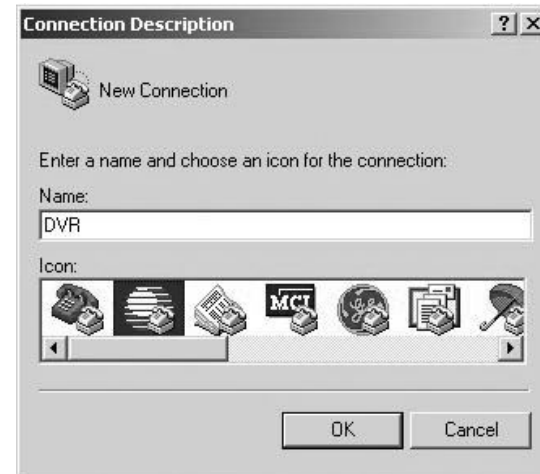 Connection Description
New Connection
Enter a name and choose an icon for the connection:
Name:
DVR
Icon:
MCI
OK
Cancel